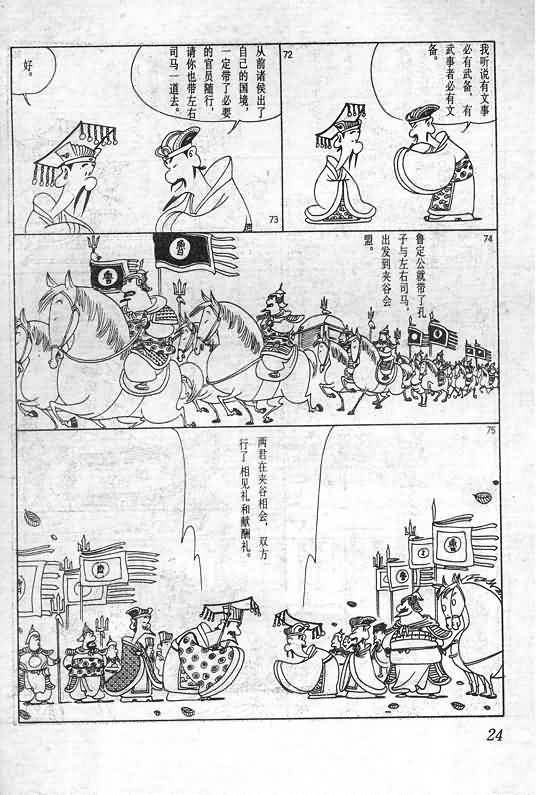 72
我听说有文事
必有武备，有
武事者必有文
备。
73
从前诸侯出了
自己的国境，
一定带了必要
的官员随行，
请你也带左右
司马一道去。
好。
74
鲁定公就带了孔
子与左右司马，
出发到夹谷会
盟。
鲁
75
两君在夹谷相会，双方
行了相见礼和献酬礼。
鲁
24